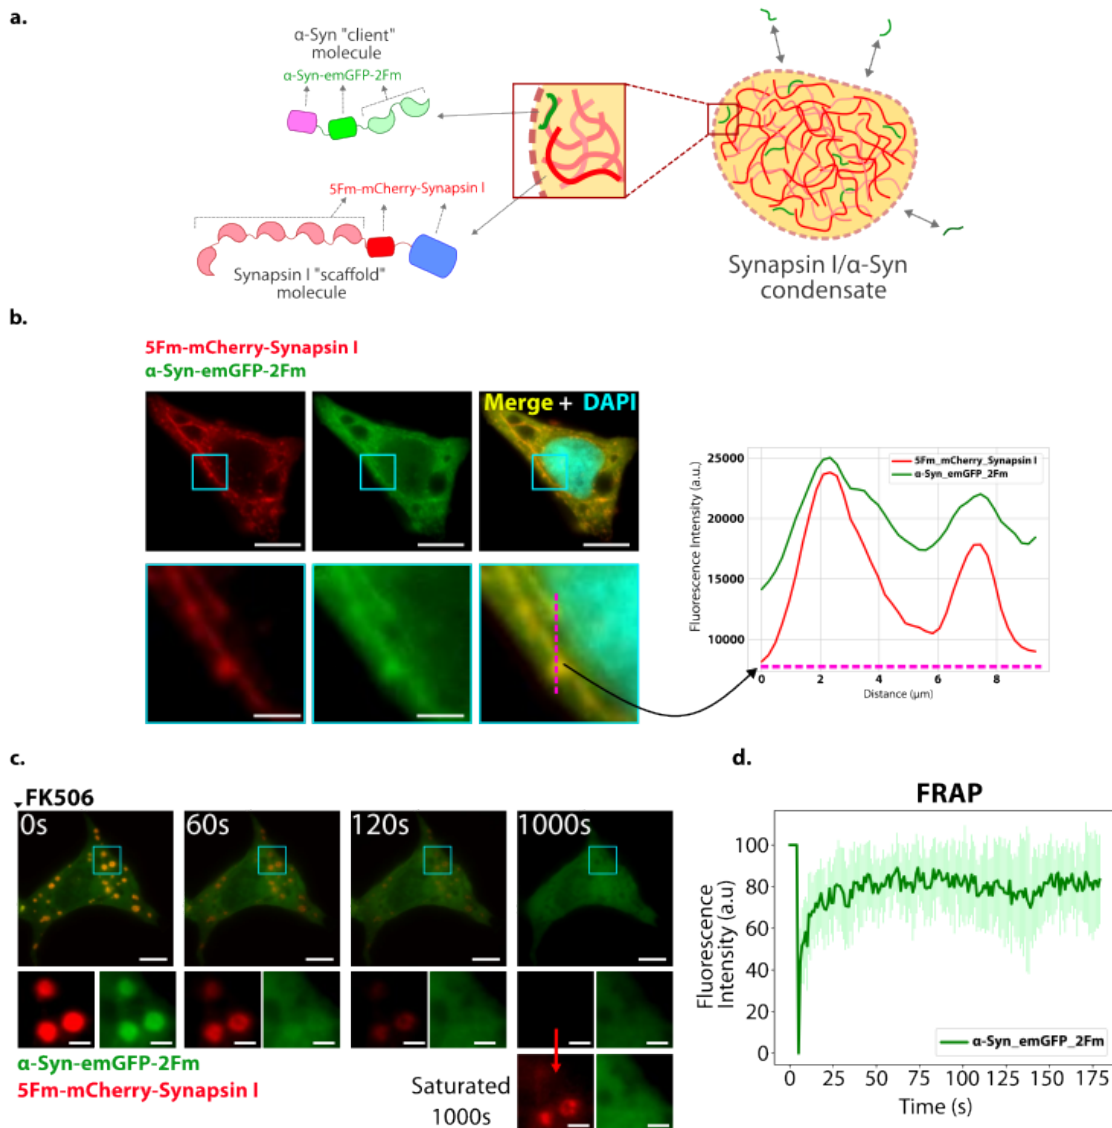 a.
α-Syn "client"
molecule
α-Syn-emGFP-2Fm
5Fm-mCherry-Synapsin I
Synapsin I "scaffold"
molecule
Synapsin I/α-Syn
condensate
b.
5Fm-mCherry-Synapsin I
α-Syn-emGFP-2Fm
Merge + DAPI
25000
20000
15000
10000
Fluorescence Intensity (a.u.)
5Fm_mCherry_Synapsin I
α-Syn_emGFP_2Fm
0 2 4 6 8
Distance (μm)
c.
FK506
0s 60s 120s 1000s
α-Syn-emGFP-2Fm
5Fm-mCherry-Synapsin I
Saturated
1000s
d.
FRAP
100
80
60
40
20
0
Fluorescence
Intensity (a.u)
α-Syn_emGFP_2Fm
0 25 50 75 100 125 150 175
Time (s)